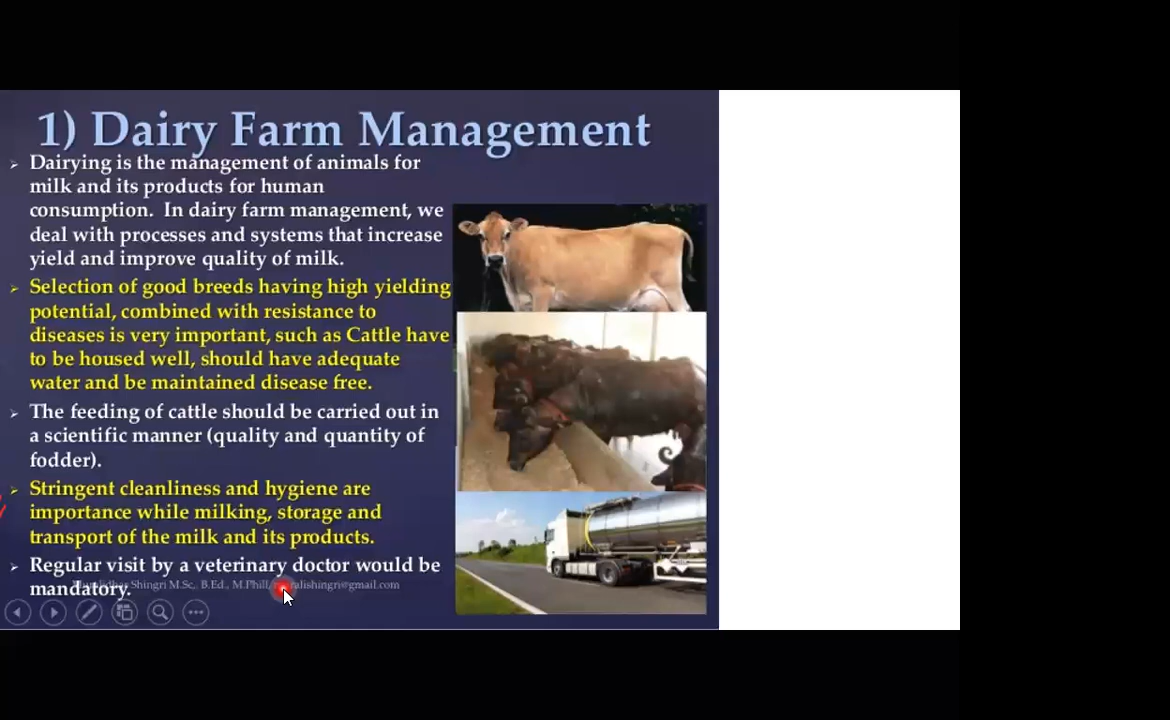 1) Dairy Farm Management
Dairying is the management of animals for
milk and its products for human
consumption. In dairy farm management, we
deal with processes and systems that increase
yield and improve quality of milk.
Selection of good breeds having high yielding
potential, combined with resistance to
diseases is very important, such as Cattle have
to be housed well, should have adequate
water and be maintained disease free.
The feeding of cattle should be carried out in
a scientific manner (quality and quantity of
fodder).
Stringent cleanliness and hygiene are
importance while milking, storage and
transport of the milk and its products.
Regular visit by a veterinary doctor would be
mandatory.
Shingri M.Sc, B.Ed., M.Phill